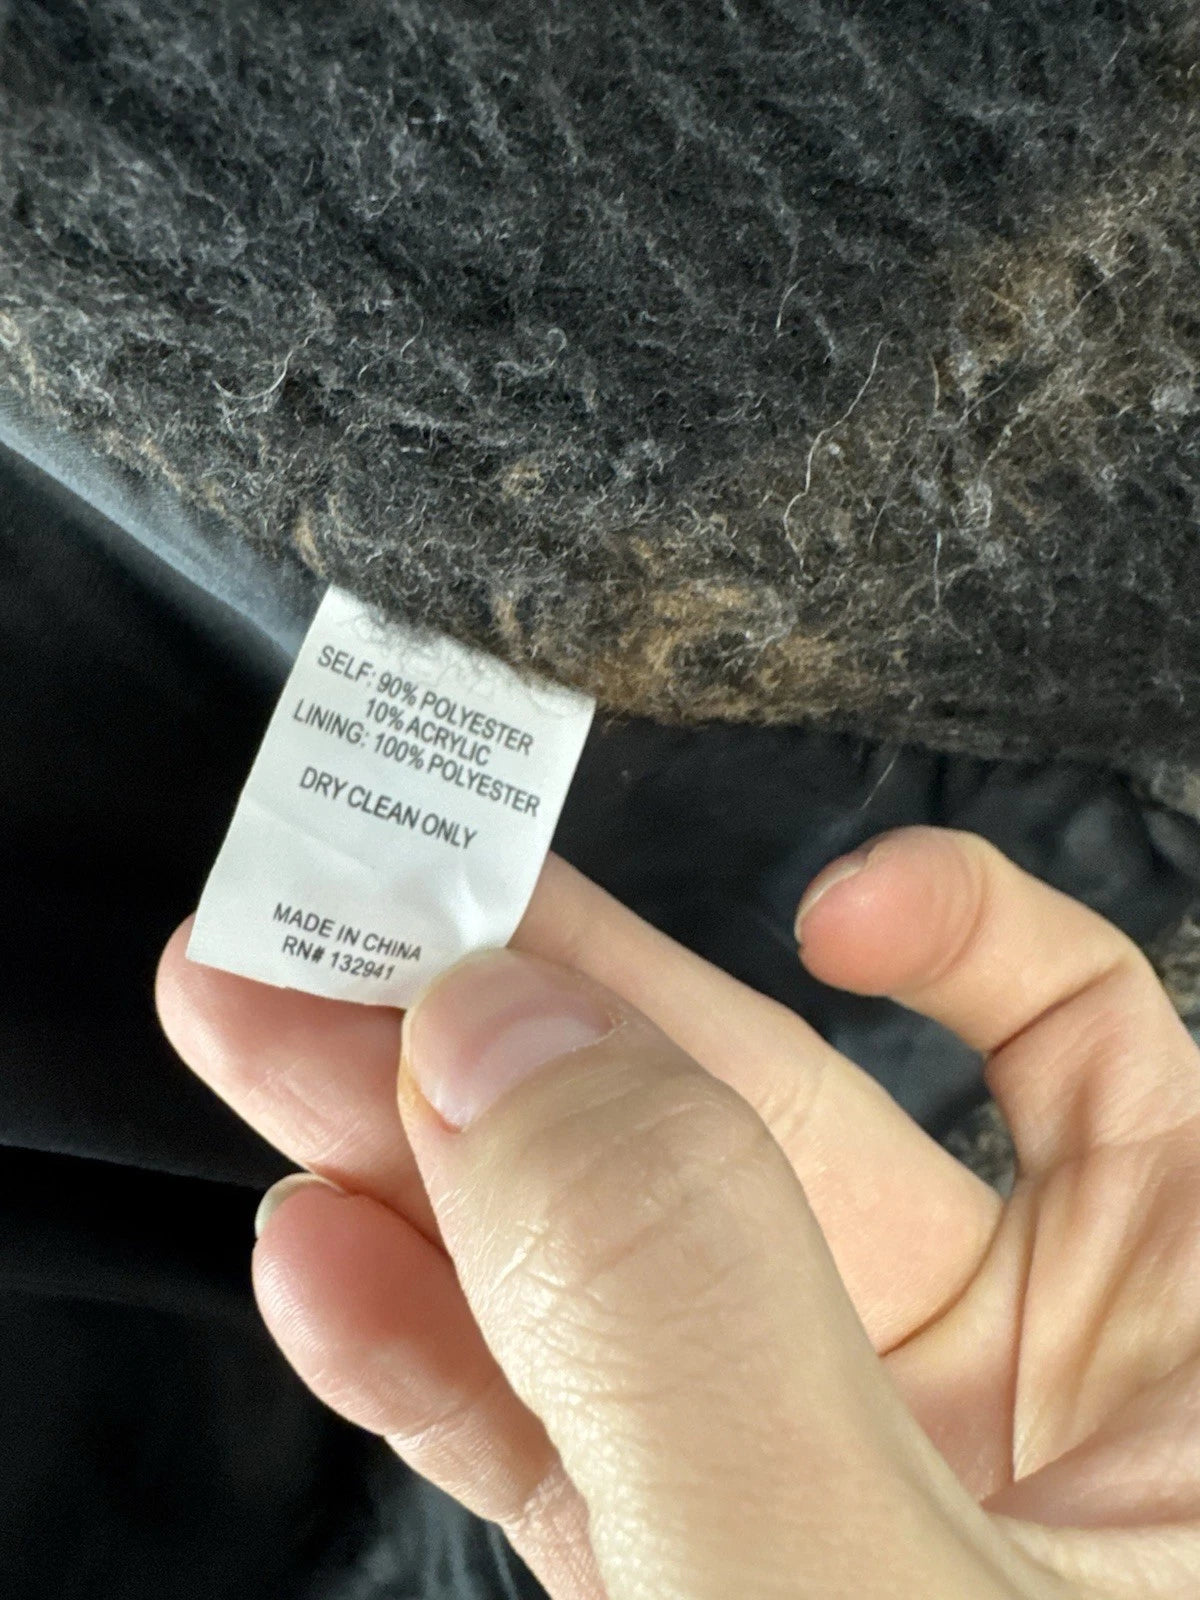 SELF: 90% POLYESTER
10% ACRYLIC
LINING: 100% POLYESTER
DRY CLEAN ONLY
MADE IN CHINA
RN# 132941